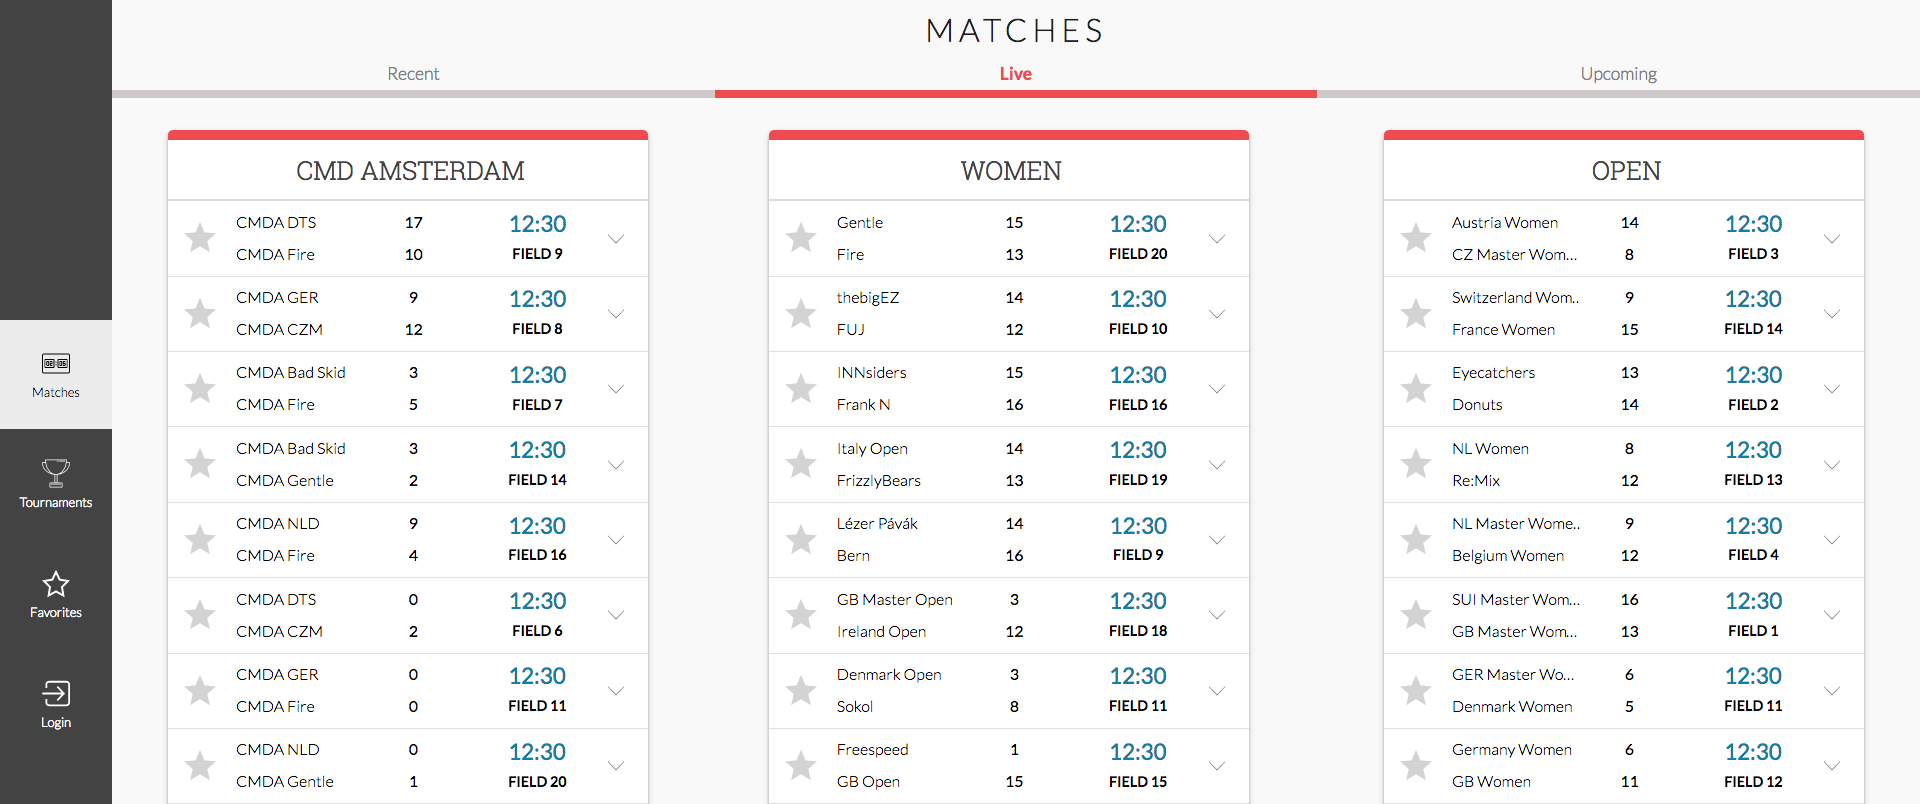 MATCHES
Recent
Live
Upcoming
Matches
Tournaments
Favorites
Login
CMD AMSTERDAM
CMDA DTS 17 12:30
CMDA Fire 10 FIELD 9
CMDA GER 9 12:30
CMDA CZM 12 FIELD 8
CMDA Bad Skid 3 12:30
CMDA Fire 5 FIELD 7
CMDA Bad Skid 3 12:30
CMDA Gentle 2 FIELD 14
CMDA NLD 9 12:30
CMDA Fire 4 FIELD 16
CMDA DTS 0 12:30
CMDA CZM 2 FIELD 6
CMDA GER 0 12:30
CMDA Fire 0 FIELD 11
CMDA NLD 0 12:30
CMDA Gentle 1 FIELD 20
WOMEN
Gentle 15 12:30
Fire 13 FIELD 20
thebigEZ 14 12:30
FUJ 12 FIELD 10
INNsiders 15 12:30
Frank N 16 FIELD 16
Italy Open 14 12:30
FrizzlyBears 13 FIELD 19
Lézer Pávák 14 12:30
Bern 16 FIELD 9
GB Master Open 3 12:30
Ireland Open 12 FIELD 18
Denmark Open 3 12:30
Sokol 8 FIELD 11
Freespeed 1 12:30
GB Open 15 FIELD 15
OPEN
Austria Women 14 12:30
CZ Master Wom... 8 FIELD 3
Switzerland Wom.. 9 12:30
France Women 15 FIELD 14
Eyecatchers 13 12:30
Donuts 14 FIELD 2
NL Women 8 12:30
Re:Mix 12 FIELD 13
NL Master Wome.. 9 12:30
Belgium Women 12 FIELD 4
SUI Master Wom... 16 12:30
GB Master Wom... 13 FIELD 1
GER Master Wo... 6 12:30
Denmark Women 5 FIELD 11
Germany Women 6 12:30
GB Women 11 FIELD 12